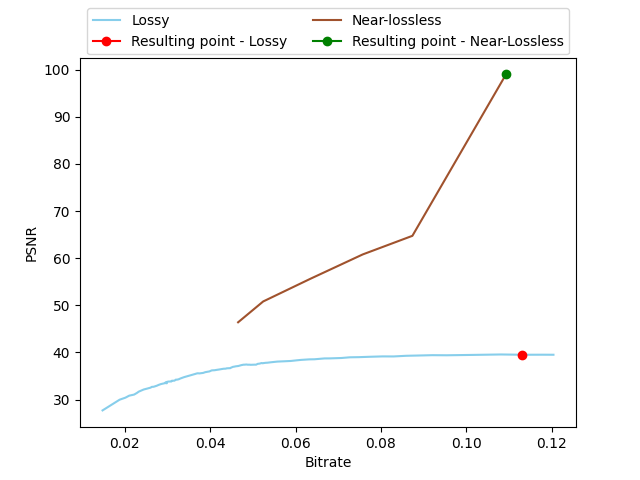 Lossy
Near-lossless
Resulting point - Lossy
Resulting point - Near-Lossless
100
90
80
70
60
50
40
30
PSNR
0.02
0.04
0.06
0.08
0.10
0.12
Bitrate